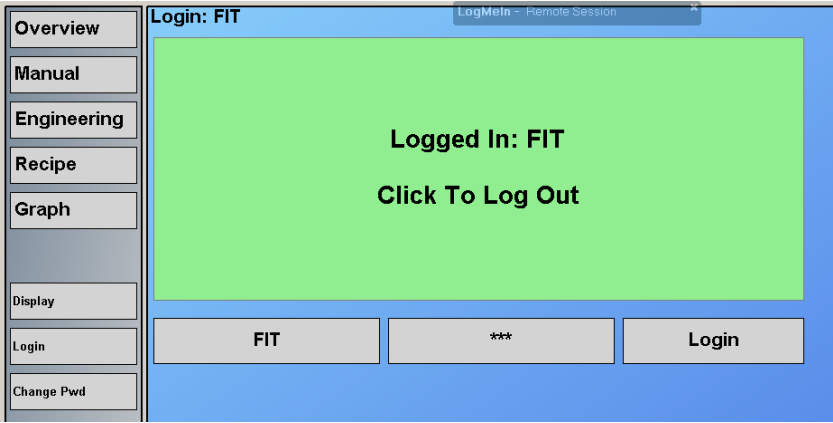 Overview
Manual
Engineering
Recipe
Graph
Display
Login
Change Pwd
Login: FIT
LogMeIn - Remote Session
×
Logged In: FIT
Click To Log Out
FIT
***
Login